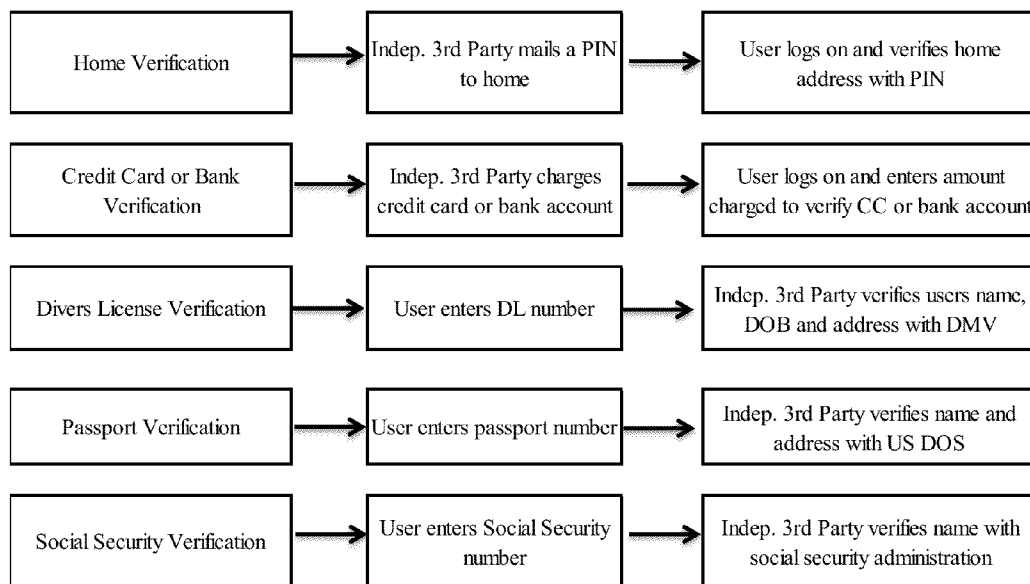 Home Verification
Indep. 3rd Party mails a PIN
to home
User logs on and verifies home
address with PIN
Credit Card or Bank
Verification
Indep. 3rd Party charges
credit card or bank account
User logs on and enters amount
charged to verify CC or bank account
Divers License Verification
User enters DL number
Indep. 3rd Party verifies users name,
DOB and address with DMV
Passport Verification
User enters passport number
Indep. 3rd Party verifies name and
address with US DOS
Social Security Verification
User enters Social Security
number
Indep. 3rd Party verifies name with
social security administration